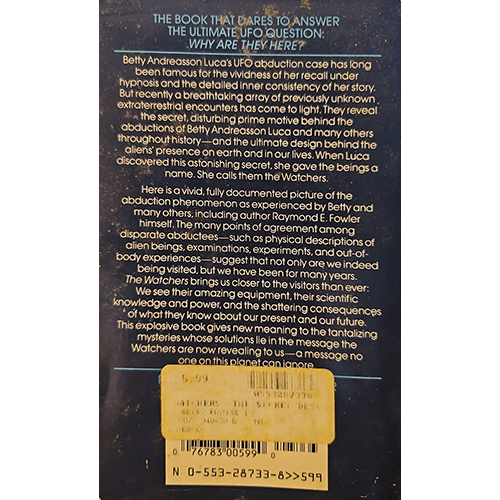 THE BOOK THAT DARES TO ANSWER
THE ULTIMATE UFO QUESTION:
WHY ARE THEY HERE?
Betty Andreasson Luca's UFO abduction case has long
been famous for the vividness of her recall under
hypnosis and the detailed inner consistency of her story.
But recently a breathtaking array of previously unknown
extraterrestrial encounters has come to light. They reveal
the secret, disturbing prime motive behind the
abductions of Betty Andreasson Luca and many others
throughout history—and the ultimate design behind the
aliens' presence on earth and in our lives. When Luca
discovered this astonishing secret, she gave the beings a
name. She calls them the Watchers.
Here is a vivid, fully documented picture of the
abduction phenomenon as experienced by Betty and
many others, including author Raymond E. Fowler
himself. The many points of agreement among
disparate abductees—such as physical descriptions of
alien beings, examinations, experiments, and out-of-
body experiences—suggest that not only are we indeed
being visited, but we have been for many years.
The Watchers brings us closer to the visitors than ever:
We see their amazing equipment, their scientific
knowledge and power, and the shattering consequences
of what they know about our present and our future.
This explosive book gives new meaning to the tantalizing
mysteries whose solutions lie in the message the
Watchers are now revealing to us—a message no
one on this planet can ignore.
5.99
THE SECRET
0 76783 00599 0
N 0-553-28733-8>>599